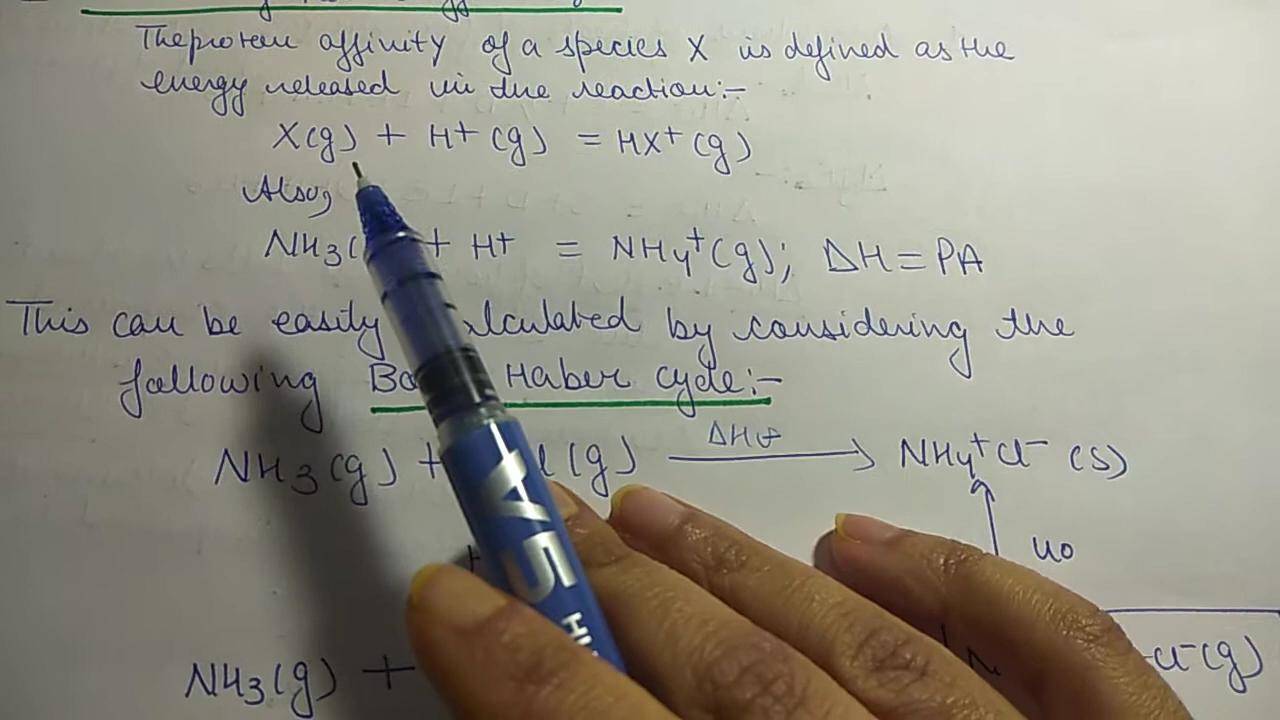 The proton affinity of a species X is defined as the
energy released in the reaction:-
X(g) + H+ (g) = HX+ (g)
Also,
NH3( + H+ = NH4+(g); ΔH = PA
This can be easily calculated by considering the
following Haber cycle:-
NH3(g) + (g) ΔHf NH4+Cl- (s)
U0
NH3(g) + Cl-(g)
V5